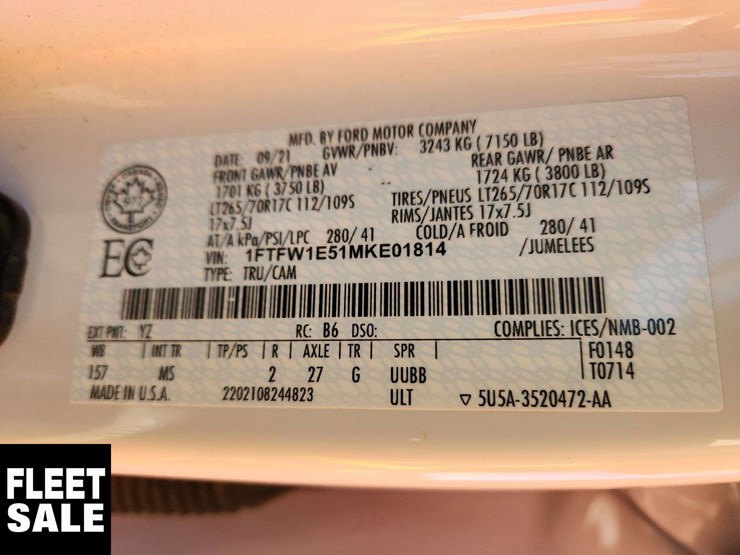 MFD. BY FORD MOTOR COMPANY
DATE: 09/21 GVWR/PNBV: 3243 KG ( 7150 LB)
FRONT GAWR/PNBE AV REAR GAWR/ PNBE AR
1701 KG ( 3750 LB) 1724 KG ( 3800 LB)
LT265/70R17C 112/109S TIRES/PNEUS LT265/70R17C 112/109S
17x7.5J RIMS/JANTES 17x7.5J
AT/A kPa/PSI/LPC 280/ 41 COLD/A FROID 280/ 41
VIN: 1FTFW1E51MKE01814 /JUMELEES
TYPE: TRU/CAM
CANADA
TRANSPORT
EC
EXT PNT: YZ RC: B6 DSO: COMPLIES: ICES/NMB-002
WB | INT TR | TP/PS | R | AXLE | TR | SPR | F0148
157 MS 2 27 G UUBB T0714
MADE IN U.S.A. 2202108244823 ULT ▽ 5U5A-3520472-AA
FLEET
SALE